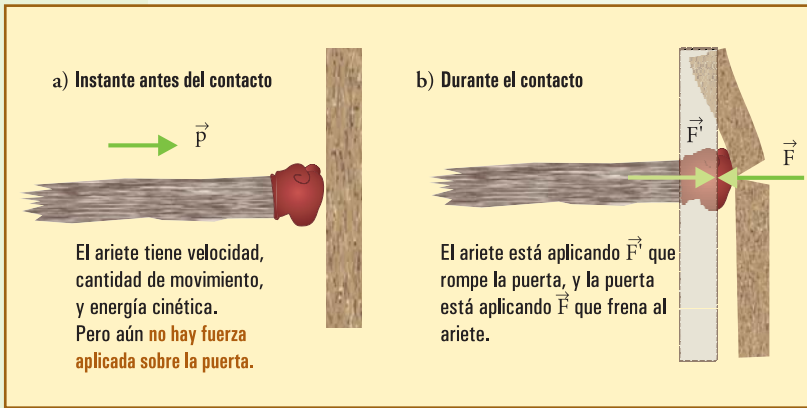 a) Instante antes del contacto
p⃗
El ariete tiene velocidad,
cantidad de movimiento,
y energía cinética.
Pero aún no hay fuerza
aplicada sobre la puerta.
b) Durante el contacto
F⃗'
F⃗
El ariete está aplicando F⃗' que
rompe la puerta, y la puerta
está aplicando F⃗ que frena al
ariete.